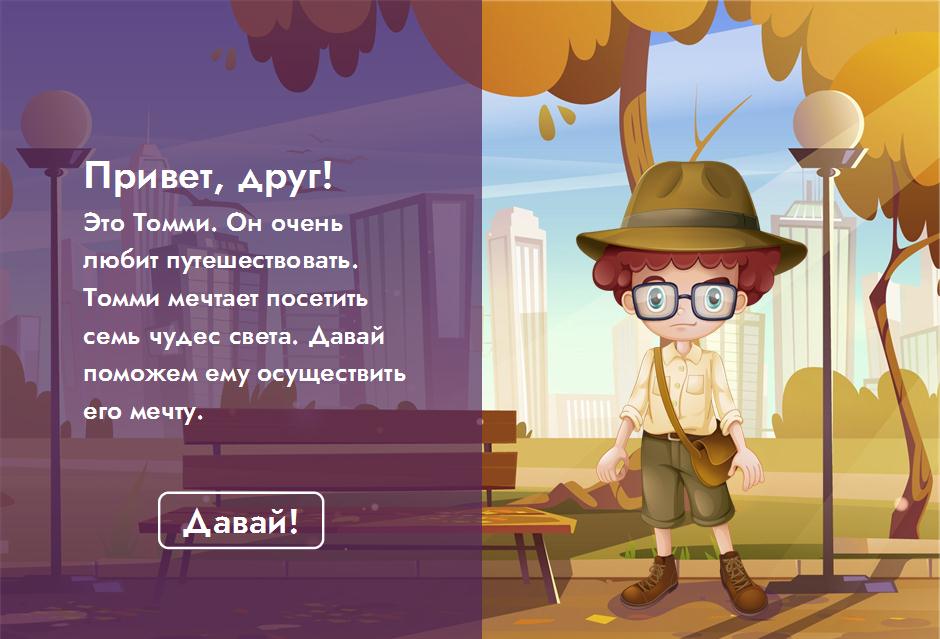 Привет, друг!
Это Томми. Он очень
любит путешествовать.
Томми мечтает посетить
семь чудес света. Давай
поможем ему осуществить
его мечту.
Давай!